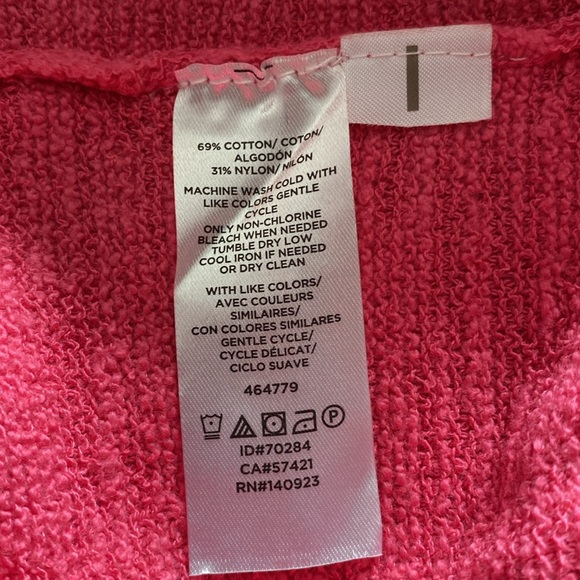 69% COTTON/ COTON/
ALGODÓN
31% NYLON/ NILÓN
MACHINE WASH COLD WITH
LIKE COLORS GENTLE
CYCLE
ONLY NON-CHLORINE
BLEACH WHEN NEEDED
TUMBLE DRY LOW
COOL IRON IF NEEDED
OR DRY CLEAN
WITH LIKE COLORS/
AVEC COULEURS
SIMILAIRES/
CON COLORES SIMILARES
GENTLE CYCLE/
CYCLE DÉLICAT/
CICLO SUAVE
464779
P
ID#70284
CA#57421
RN#140923